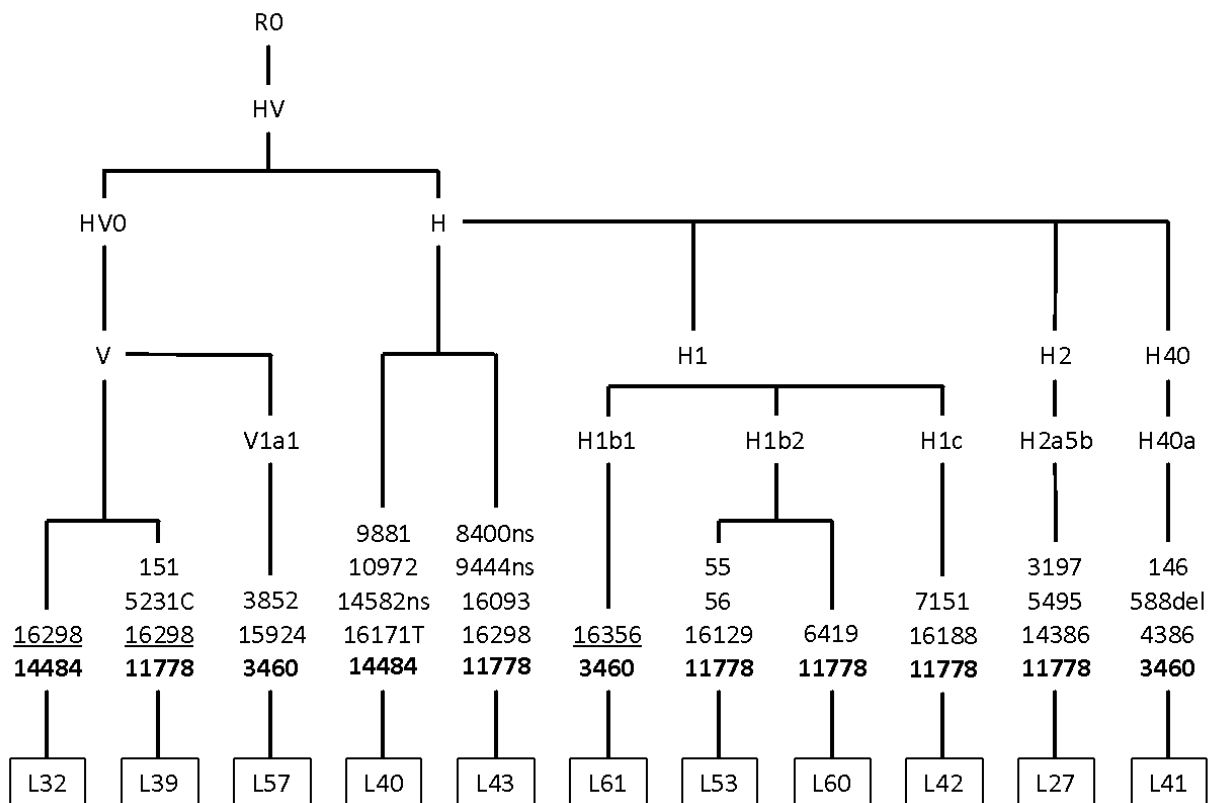 R0
HV
HV0 H
V H1 H2 H40
V1a1 H1b1 H1b2 H1c H2a5b H40a
9881 8400ns
151 10972 9444ns 55 3197 146
5231C 3852 14582ns 16093 56 7151 5495 588del
16298 16298 15924 16171T 16298 16356 16129 6419 16188 14386 4386
14484 11778 3460 14484 11778 3460 11778 11778 11778 11778 3460
L32 L39 L57 L40 L43 L61 L53 L60 L42 L27 L41